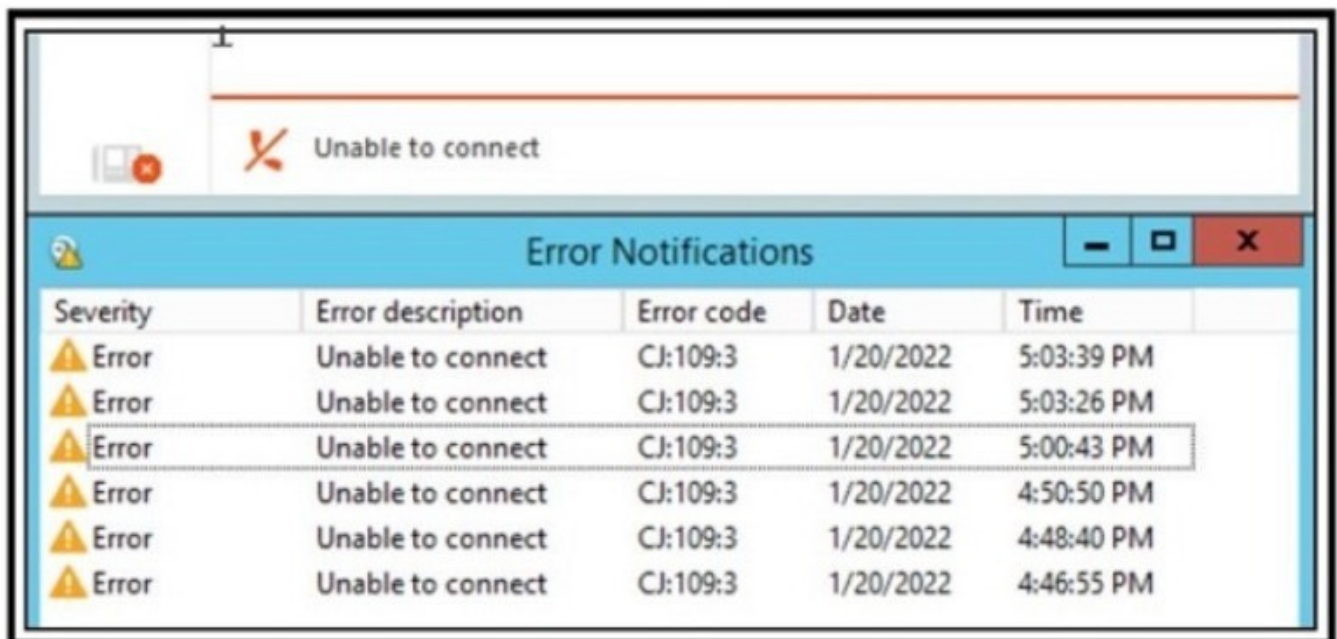 Unable to connect
Error Notifications
Severity Error description Error code Date Time
Error Unable to connect CJ:109:3 1/20/2022 5:03:39 PM
Error Unable to connect CJ:109:3 1/20/2022 5:03:26 PM
Error Unable to connect CJ:109:3 1/20/2022 5:00:43 PM
Error Unable to connect CJ:109:3 1/20/2022 4:50:50 PM
Error Unable to connect CJ:109:3 1/20/2022 4:48:40 PM
Error Unable to connect CJ:109:3 1/20/2022 4:46:55 PM